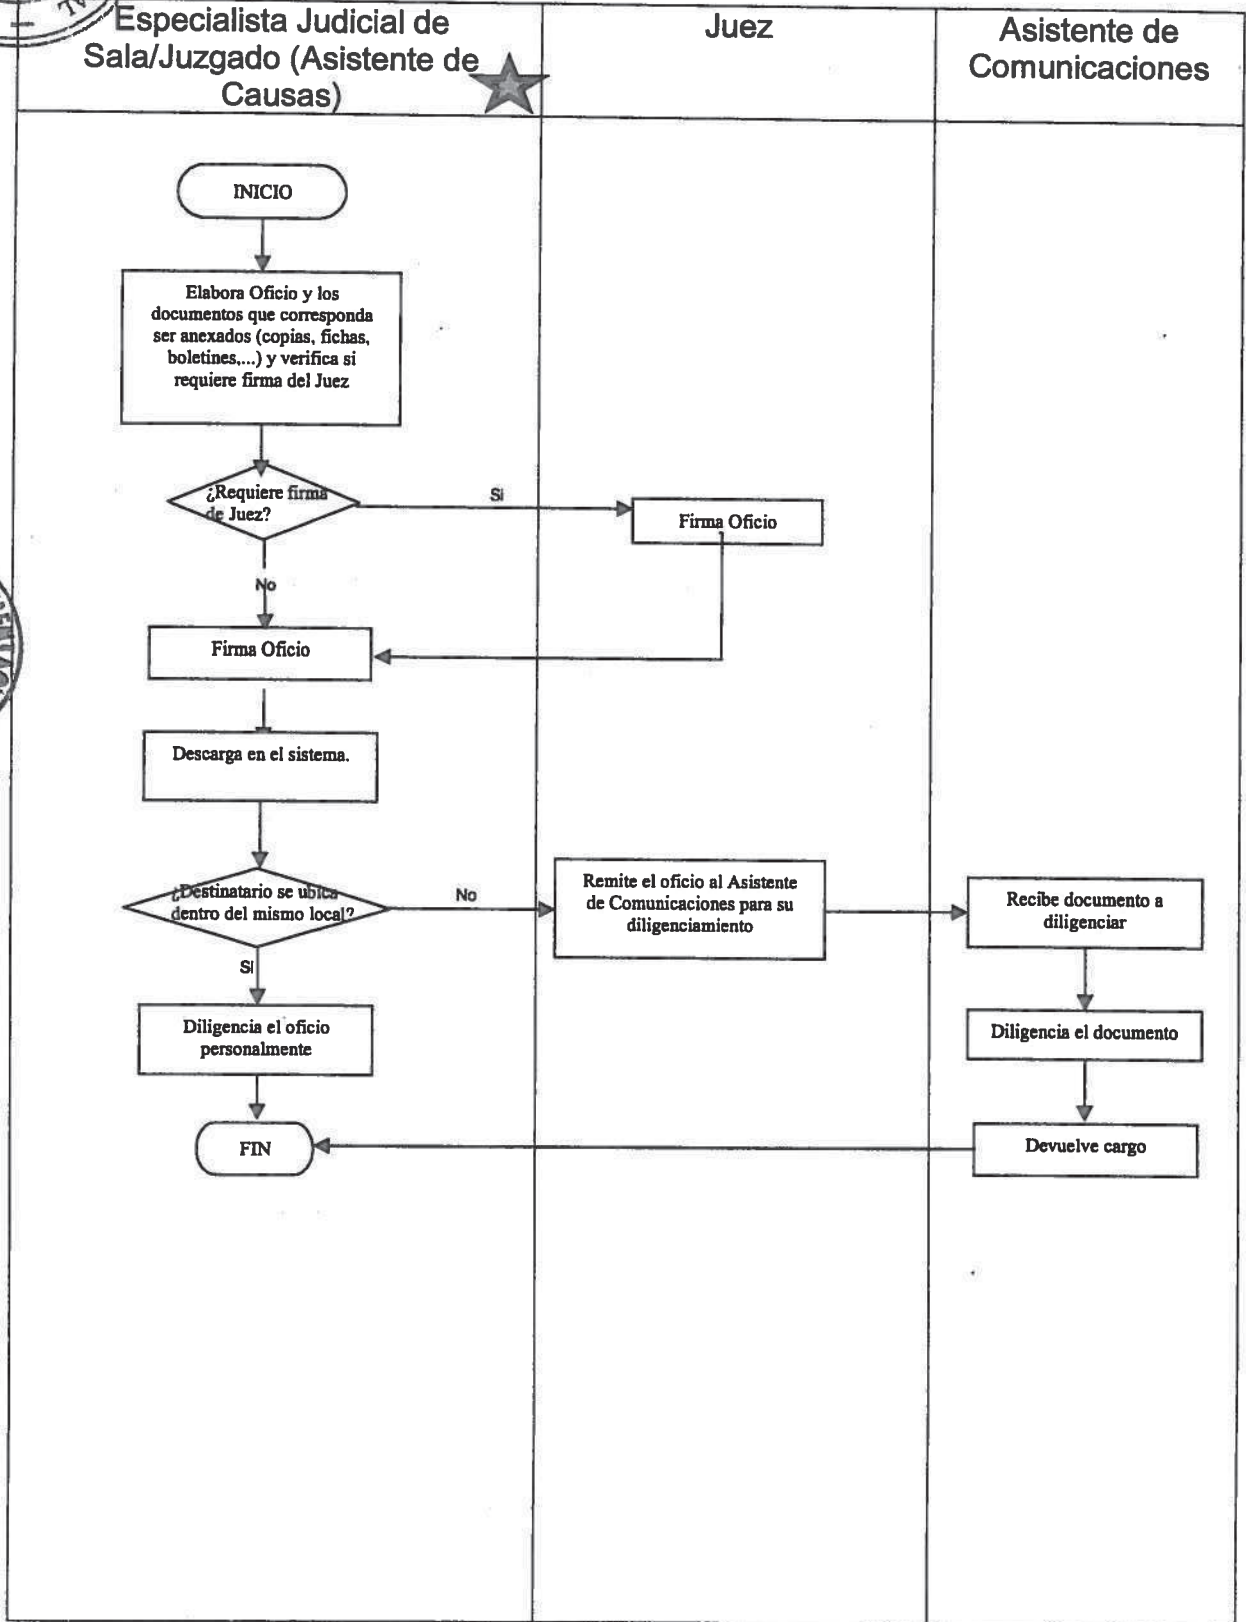 Especialista Judicial de
Sala/Juzgado (Asistente de
Causas)
Juez
Asistente de
Comunicaciones
INICIO
Elabora Oficio y los
documentos que corresponda
ser anexados (copias, fichas,
boletines,...) y verifica si
requiere firma del Juez
¿Requiere firma
de Juez?
Si
Firma Oficio
No
Firma Oficio
Descarga en el sistema.
¿Destinatario se ubica
dentro del mismo local?
No
Remite el oficio al Asistente
de Comunicaciones para su
diligenciamiento
Recibe documento a
diligenciar
Si
Diligencia el oficio
personalmente
Diligencia el documento
FIN
Devuelve cargo